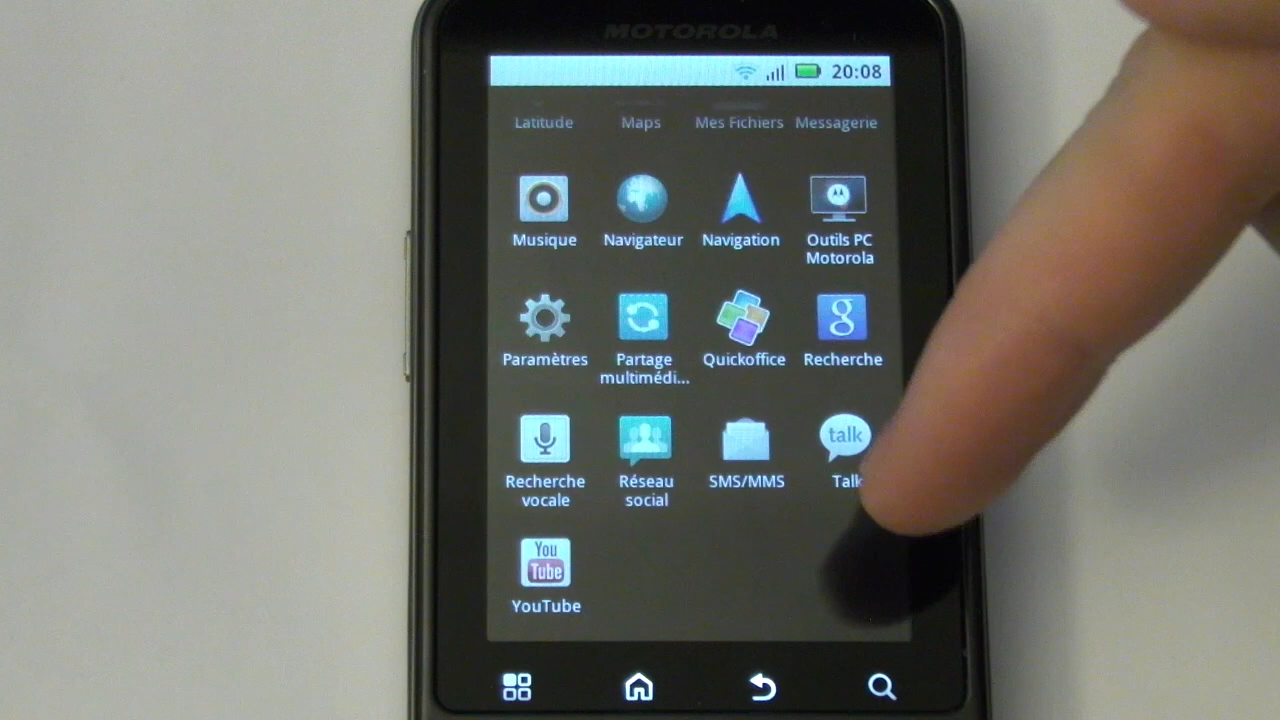 MOTOROLA
20:08
Latitude Maps Mes Fichiers Messagerie
Musique Navigateur Navigation Outils PC
Motorola
g
Paramètres Partage Quickoffice Recherche
multimédi...
talk
Recherche Réseau SMS/MMS Talk
vocale social
You
Tube
YouTube